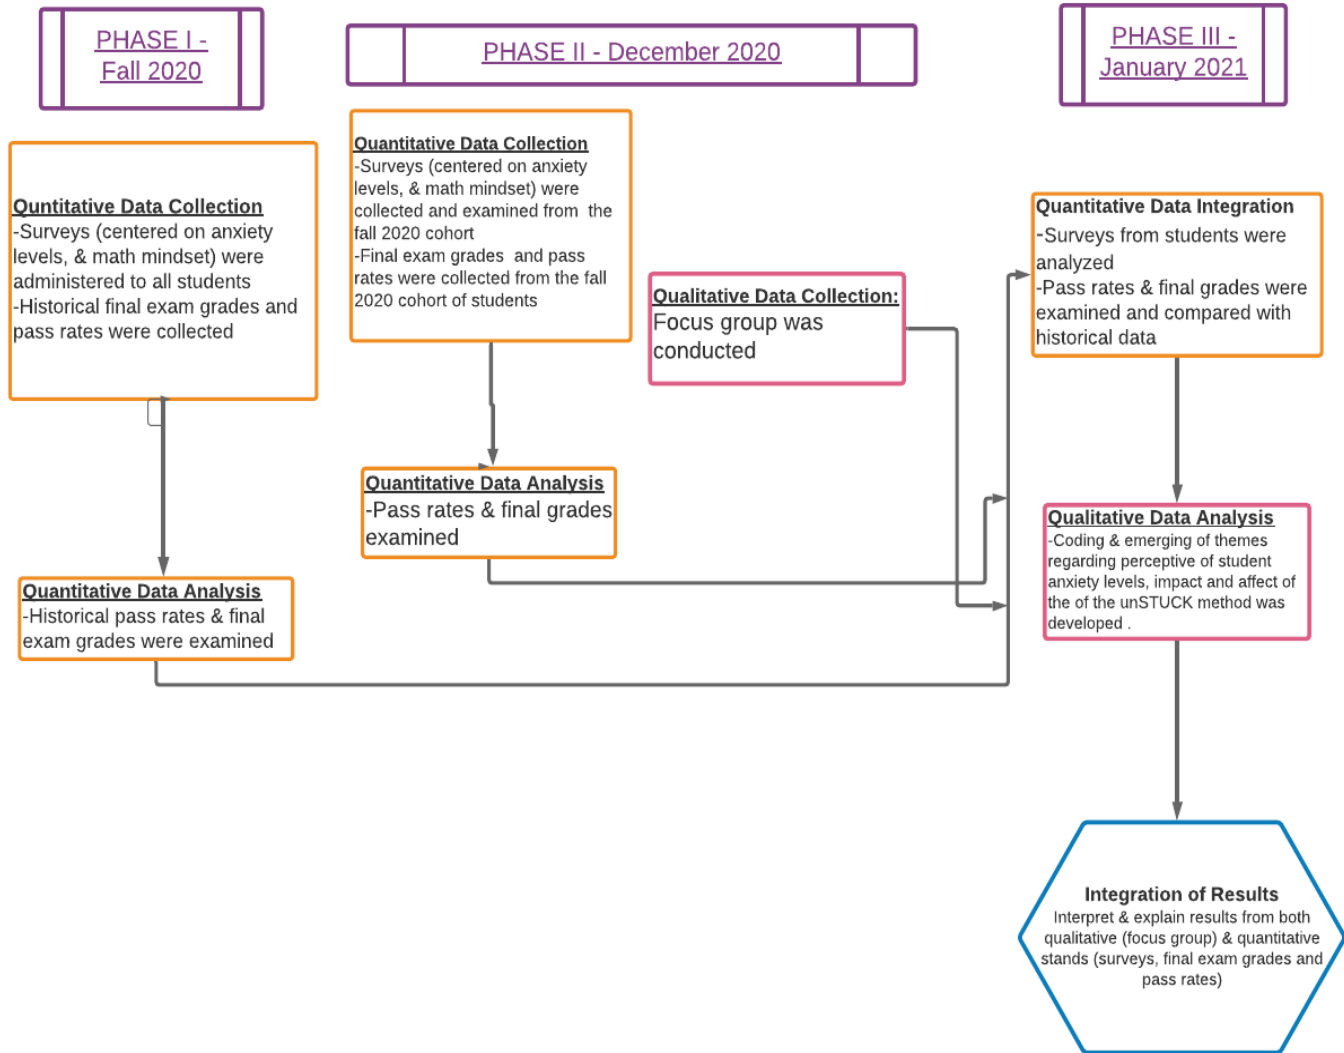 PHASE I -
Fall 2020
PHASE II - December 2020
PHASE III -
January 2021
Quntitative Data Collection
-Surveys (centered on anxiety
levels, & math mindset) were
administered to all students
-Historical final exam grades and
pass rates were collected
Quantitative Data Analysis
-Historical pass rates & final
exam grades were examined
Quantitative Data Collection
-Surveys (centered on anxiety
levels, & math mindset) were
collected and examined from the
fall 2020 cohort
-Final exam grades and pass
rates were collected from the fall
2020 cohort of students
Quantitative Data Analysis
-Pass rates & final grades
examined
Qualitative Data Collection:
Focus group was
conducted
Quantitative Data Integration
-Surveys from students were
analyzed
-Pass rates & final grades were
examined and compared with
historical data
Qualitative Data Analysis
-Coding & emerging of themes
regarding perceptive of student
anxiety levels, impact and affect of
the of the unSTUCK method was
developed .
Integration of Results
Interpret & explain results from both
qualitative (focus group) & quantitative
stands (surveys, final exam grades and
pass rates)